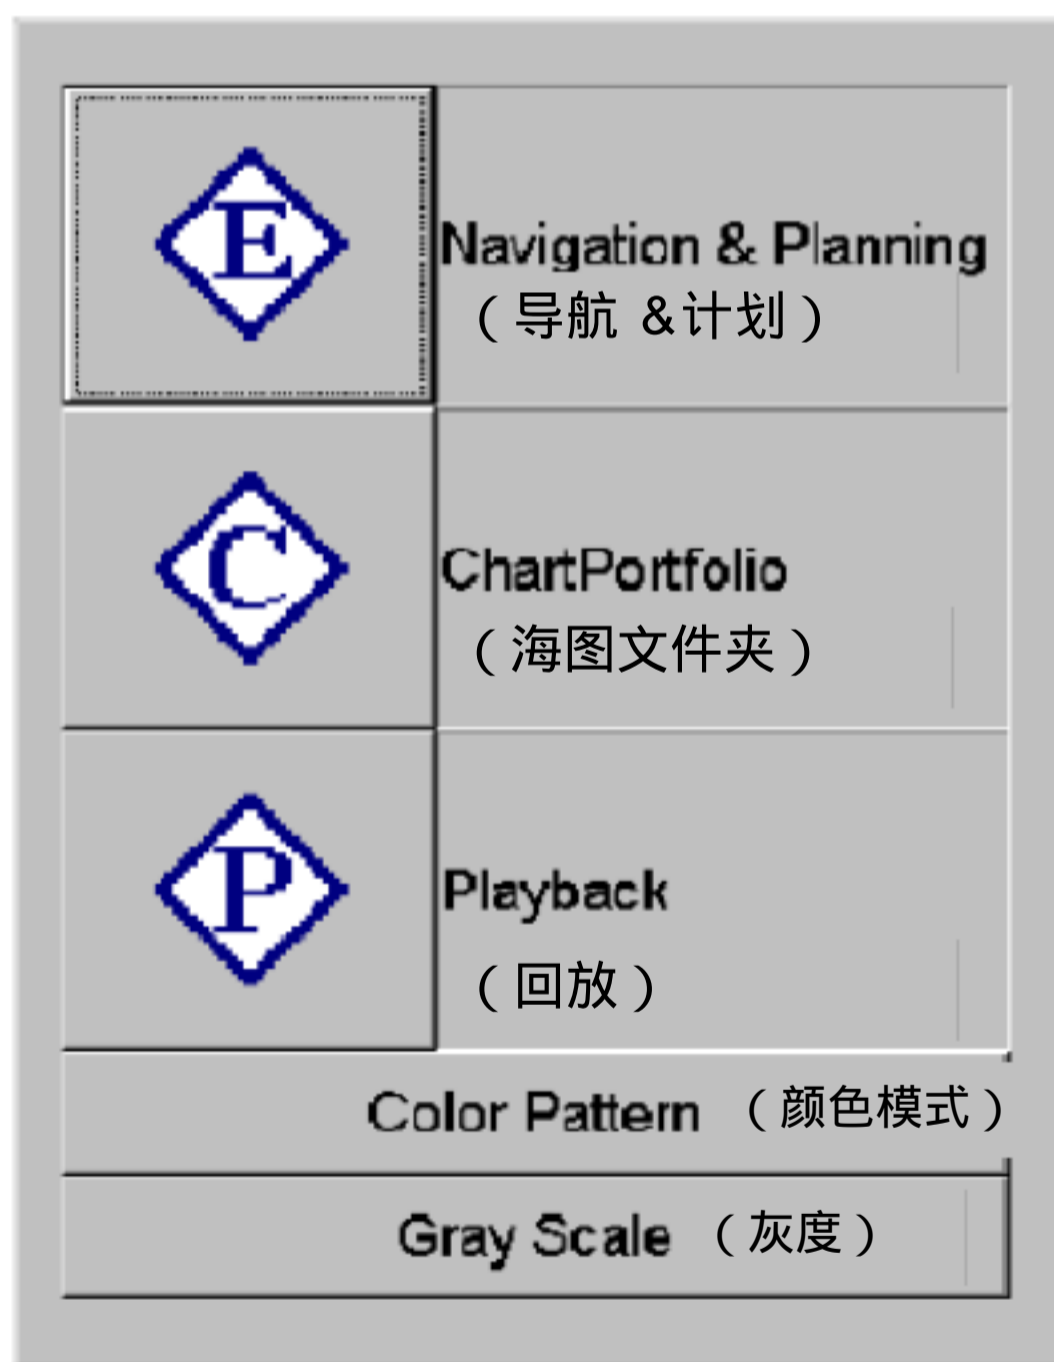 E
Navigation & Planning
（导航 &计划）
C
ChartPortfolio
（海图文件夹）
P
Playback
（回放）
Color Pattern （颜色模式）
Gray Scale （灰度）